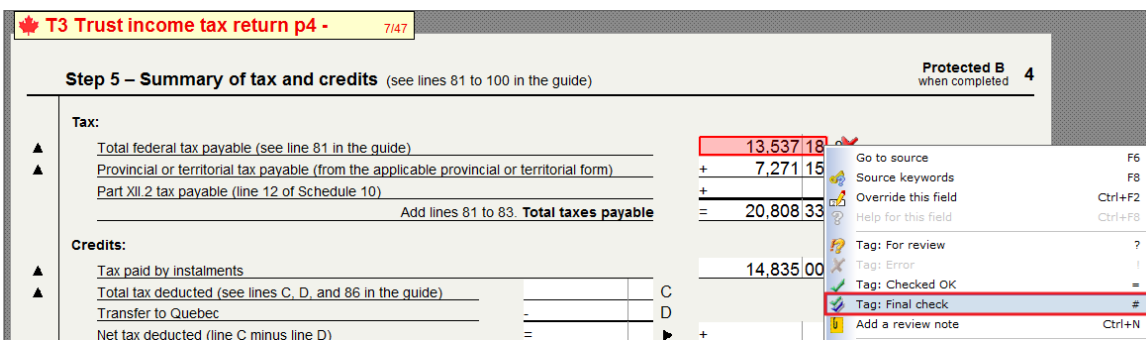 T3 Trust income tax return p4 - 7/47
Step 5 – Summary of tax and credits (see lines 81 to 100 in the guide)
Protected B
when completed
4
Tax:
Total federal tax payable (see line 81 in the guide) 13,537 18
Provincial or territorial tax payable (from the applicable provincial or territorial form) + 7,271 15
Part XII.2 tax payable (line 12 of Schedule 10) +
Add lines 81 to 83. Total taxes payable = 20,808 33
Credits:
Tax paid by instalments 14,835 00
Total tax deducted (see lines C, D, and 86 in the guide) C
Transfer to Quebec - D
Net tax deducted (line C minus line D) = +
Go to source F6
Source keywords F8
Override this field Ctrl+F2
Help for this field Ctrl+F8
Tag: For review ?
Tag: Error !
Tag: Checked OK =
Tag: Final check #
Add a review note Ctrl+N